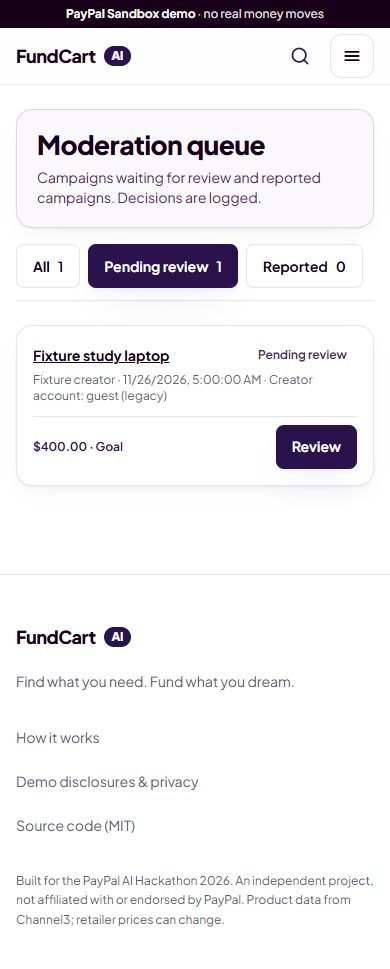 PayPal Sandbox demo · no real money moves
FundCart AI
Moderation queue
Campaigns waiting for review and reported
campaigns. Decisions are logged.
All 1
Pending review 1
Reported 0
Fixture study laptop
Pending review
Fixture creator · 11/26/2026, 5:00:00 AM · Creator
account: guest (legacy)
$400.00 · Goal
Review
FundCart AI
Find what you need. Fund what you dream.
How it works
Demo disclosures & privacy
Source code (MIT)
Built for the PayPal AI Hackathon 2026. An independent project,
not affiliated with or endorsed by PayPal. Product data from
Channel3; retailer prices can change.